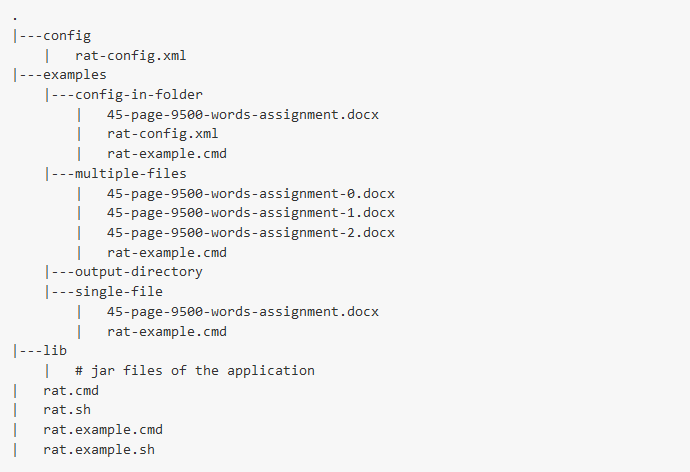 .
|---config
    |   rat-config.xml
|---examples
    |---config-in-folder
        |   45-page-9500-words-assignment.docx
        |   rat-config.xml
        |   rat-example.cmd
    |---multiple-files
        |   45-page-9500-words-assignment-0.docx
        |   45-page-9500-words-assignment-1.docx
        |   45-page-9500-words-assignment-2.docx
        |   rat-example.cmd
    |---output-directory
    |---single-file
        |   45-page-9500-words-assignment.docx
        |   rat-example.cmd
|---lib
    |   # jar files of the application
|   rat.cmd
|   rat.sh
|   rat.example.cmd
|   rat.example.sh